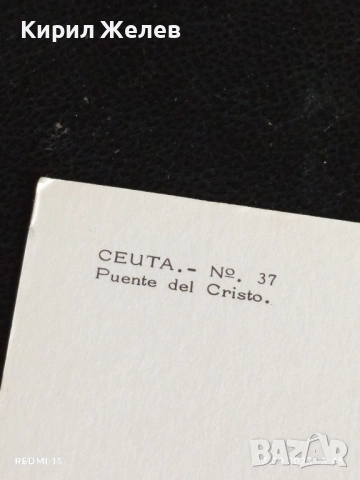 Кирил Желев
CEUTA.- Nº. 37
Puente del Cristo.
REDMI 15
BAZAR